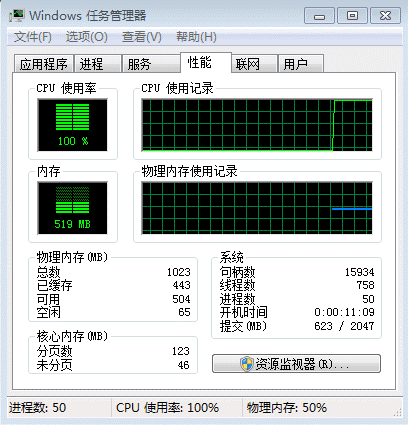 Windows 任务管理器
文件(F) 选项(O) 查看(V) 帮助(H)
应用程序 进程 服务 性能 联网 用户
CPU 使用率 CPU 使用记录
100 %
内存 物理内存使用记录
519 MB
物理内存(MB) 系统
总数 1023 句柄数 15934
已缓存 443 线程数 758
可用 504 进程数 50
空闲 65 开机时间 0:00:11:09
提交(MB) 623 / 2047
核心内存(MB)
分页数 123
未分页 46
资源监视器(R)...
进程数: 50 CPU 使用率: 100% 物理内存: 50%